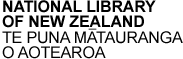 NATIONAL LIBRARY
OF NEW ZEALAND
TE PUNA MĀTAURANGA
O AOTEAROA